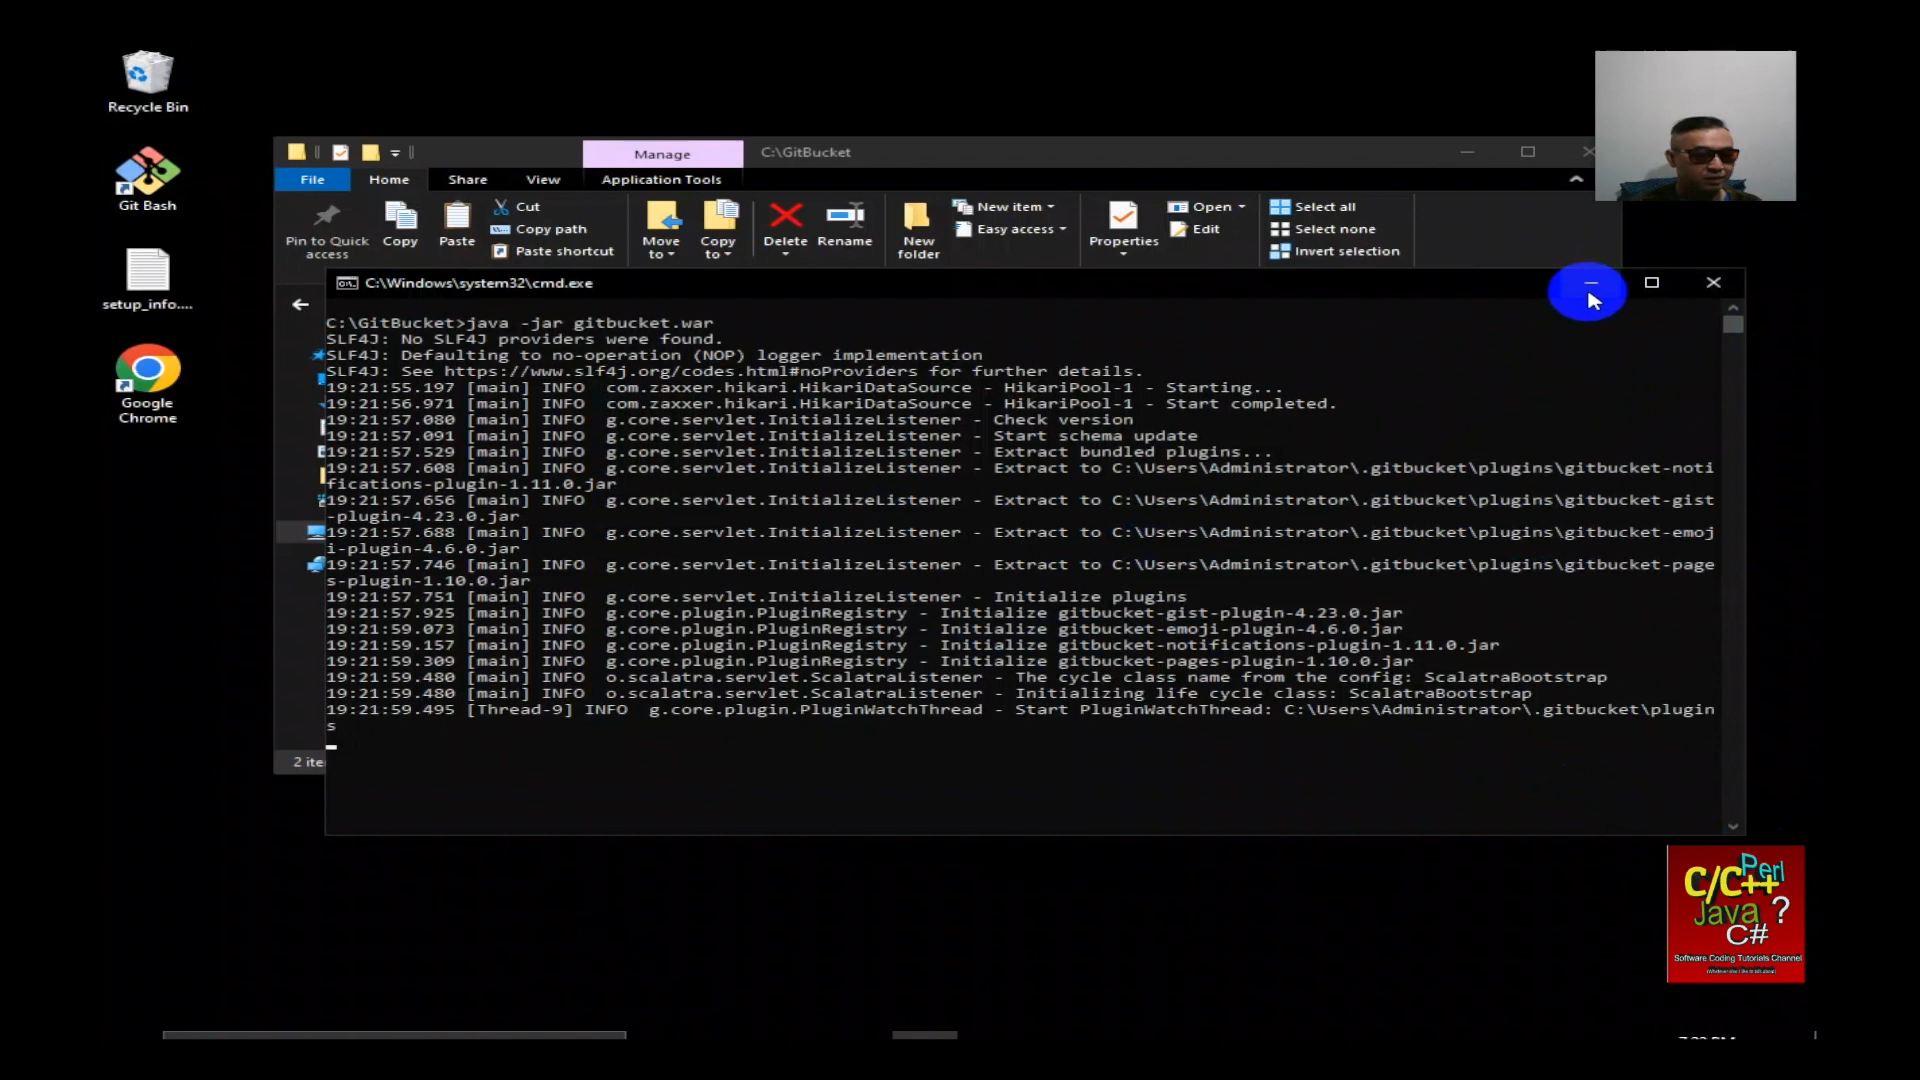 Recycle Bin
Git Bash
setup_info....
Google
Chrome
Manage
C:\GitBucket
File
Home
Share
View
Application Tools
Pin to Quick
access
Copy
Paste
Cut
Copy path
Paste shortcut
Move
to
Copy
to
Delete
Rename
New
folder
New item
Easy access
Properties
Open
Edit
Select all
Select none
Invert selection
C:\Windows\system32\cmd.exe
C:\GitBucket>java -jar gitbucket.war
SLF4J: No SLF4J providers were found.
SLF4J: Defaulting to no-operation (NOP) logger implementation
SLF4J: See https://www.slf4j.org/codes.html#noProviders for further details.
19:21:55.197 [main] INFO  com.zaxxer.hikari.HikariDataSource - HikariPool-1 - Starting...
19:21:56.971 [main] INFO  com.zaxxer.hikari.HikariDataSource - HikariPool-1 - Start completed.
19:21:57.080 [main] INFO  g.core.servlet.InitializeListener - Check version
19:21:57.091 [main] INFO  g.core.servlet.InitializeListener - Start schema update
19:21:57.529 [main] INFO  g.core.servlet.InitializeListener - Extract bundled plugins...
19:21:57.608 [main] INFO  g.core.servlet.InitializeListener - Extract to C:\Users\Administrator\.gitbucket\plugins\gitbucket-noti
fications-plugin-1.11.0.jar
19:21:57.656 [main] INFO  g.core.servlet.InitializeListener - Extract to C:\Users\Administrator\.gitbucket\plugins\gitbucket-gist
-plugin-4.23.0.jar
19:21:57.688 [main] INFO  g.core.servlet.InitializeListener - Extract to C:\Users\Administrator\.gitbucket\plugins\gitbucket-emoj
i-plugin-4.6.0.jar
19:21:57.746 [main] INFO  g.core.servlet.InitializeListener - Extract to C:\Users\Administrator\.gitbucket\plugins\gitbucket-page
s-plugin-1.10.0.jar
19:21:57.751 [main] INFO  g.core.servlet.InitializeListener - Initialize plugins
19:21:57.925 [main] INFO  g.core.plugin.PluginRegistry - Initialize gitbucket-gist-plugin-4.23.0.jar
19:21:59.073 [main] INFO  g.core.plugin.PluginRegistry - Initialize gitbucket-emoji-plugin-4.6.0.jar
19:21:59.157 [main] INFO  g.core.plugin.PluginRegistry - Initialize gitbucket-notifications-plugin-1.11.0.jar
19:21:59.309 [main] INFO  g.core.plugin.PluginRegistry - Initialize gitbucket-pages-plugin-1.10.0.jar
19:21:59.480 [main] INFO  o.scalatra.servlet.ScalatraListener - The cycle class name from the config: ScalatraBootstrap
19:21:59.480 [main] INFO  o.scalatra.servlet.ScalatraListener - Initializing life cycle class: ScalatraBootstrap
19:21:59.495 [Thread-9] INFO  g.core.plugin.PluginWatchThread - Start PluginWatchThread: C:\Users\Administrator\.gitbucket\plugin
s
2 ite
Perl
C/C++
Java ?
C#
Software Coding Tutorials Channel